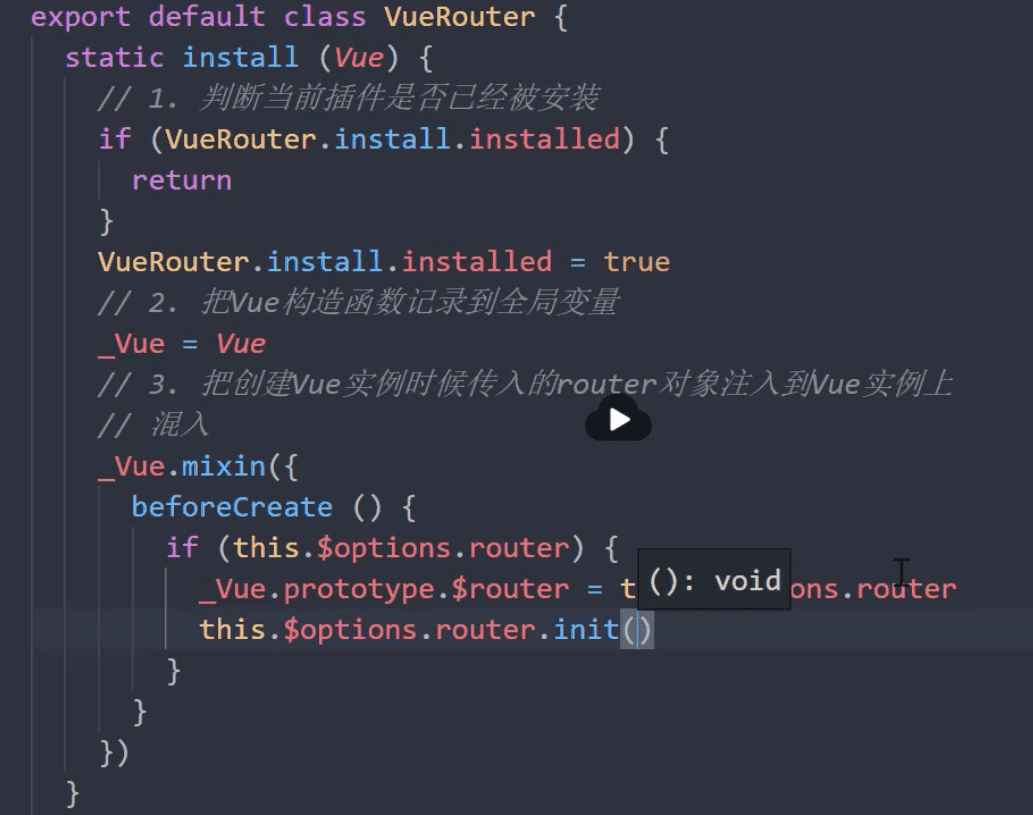 export default class VueRouter {
static install (Vue) {
// 1. 判断当前插件是否已经被安装
if (VueRouter.install.installed) {
return
}
VueRouter.install.installed = true
// 2. 把Vue构造函数记录到全局变量
_Vue = Vue
// 3. 把创建Vue实例时候传入的router对象注入到Vue实例上
// 混入
_Vue.mixin({
beforeCreate () {
if (this.$options.router) {
_Vue.prototype.$router = t ons.router
(): void
this.$options.router.init()
}
}
})
}